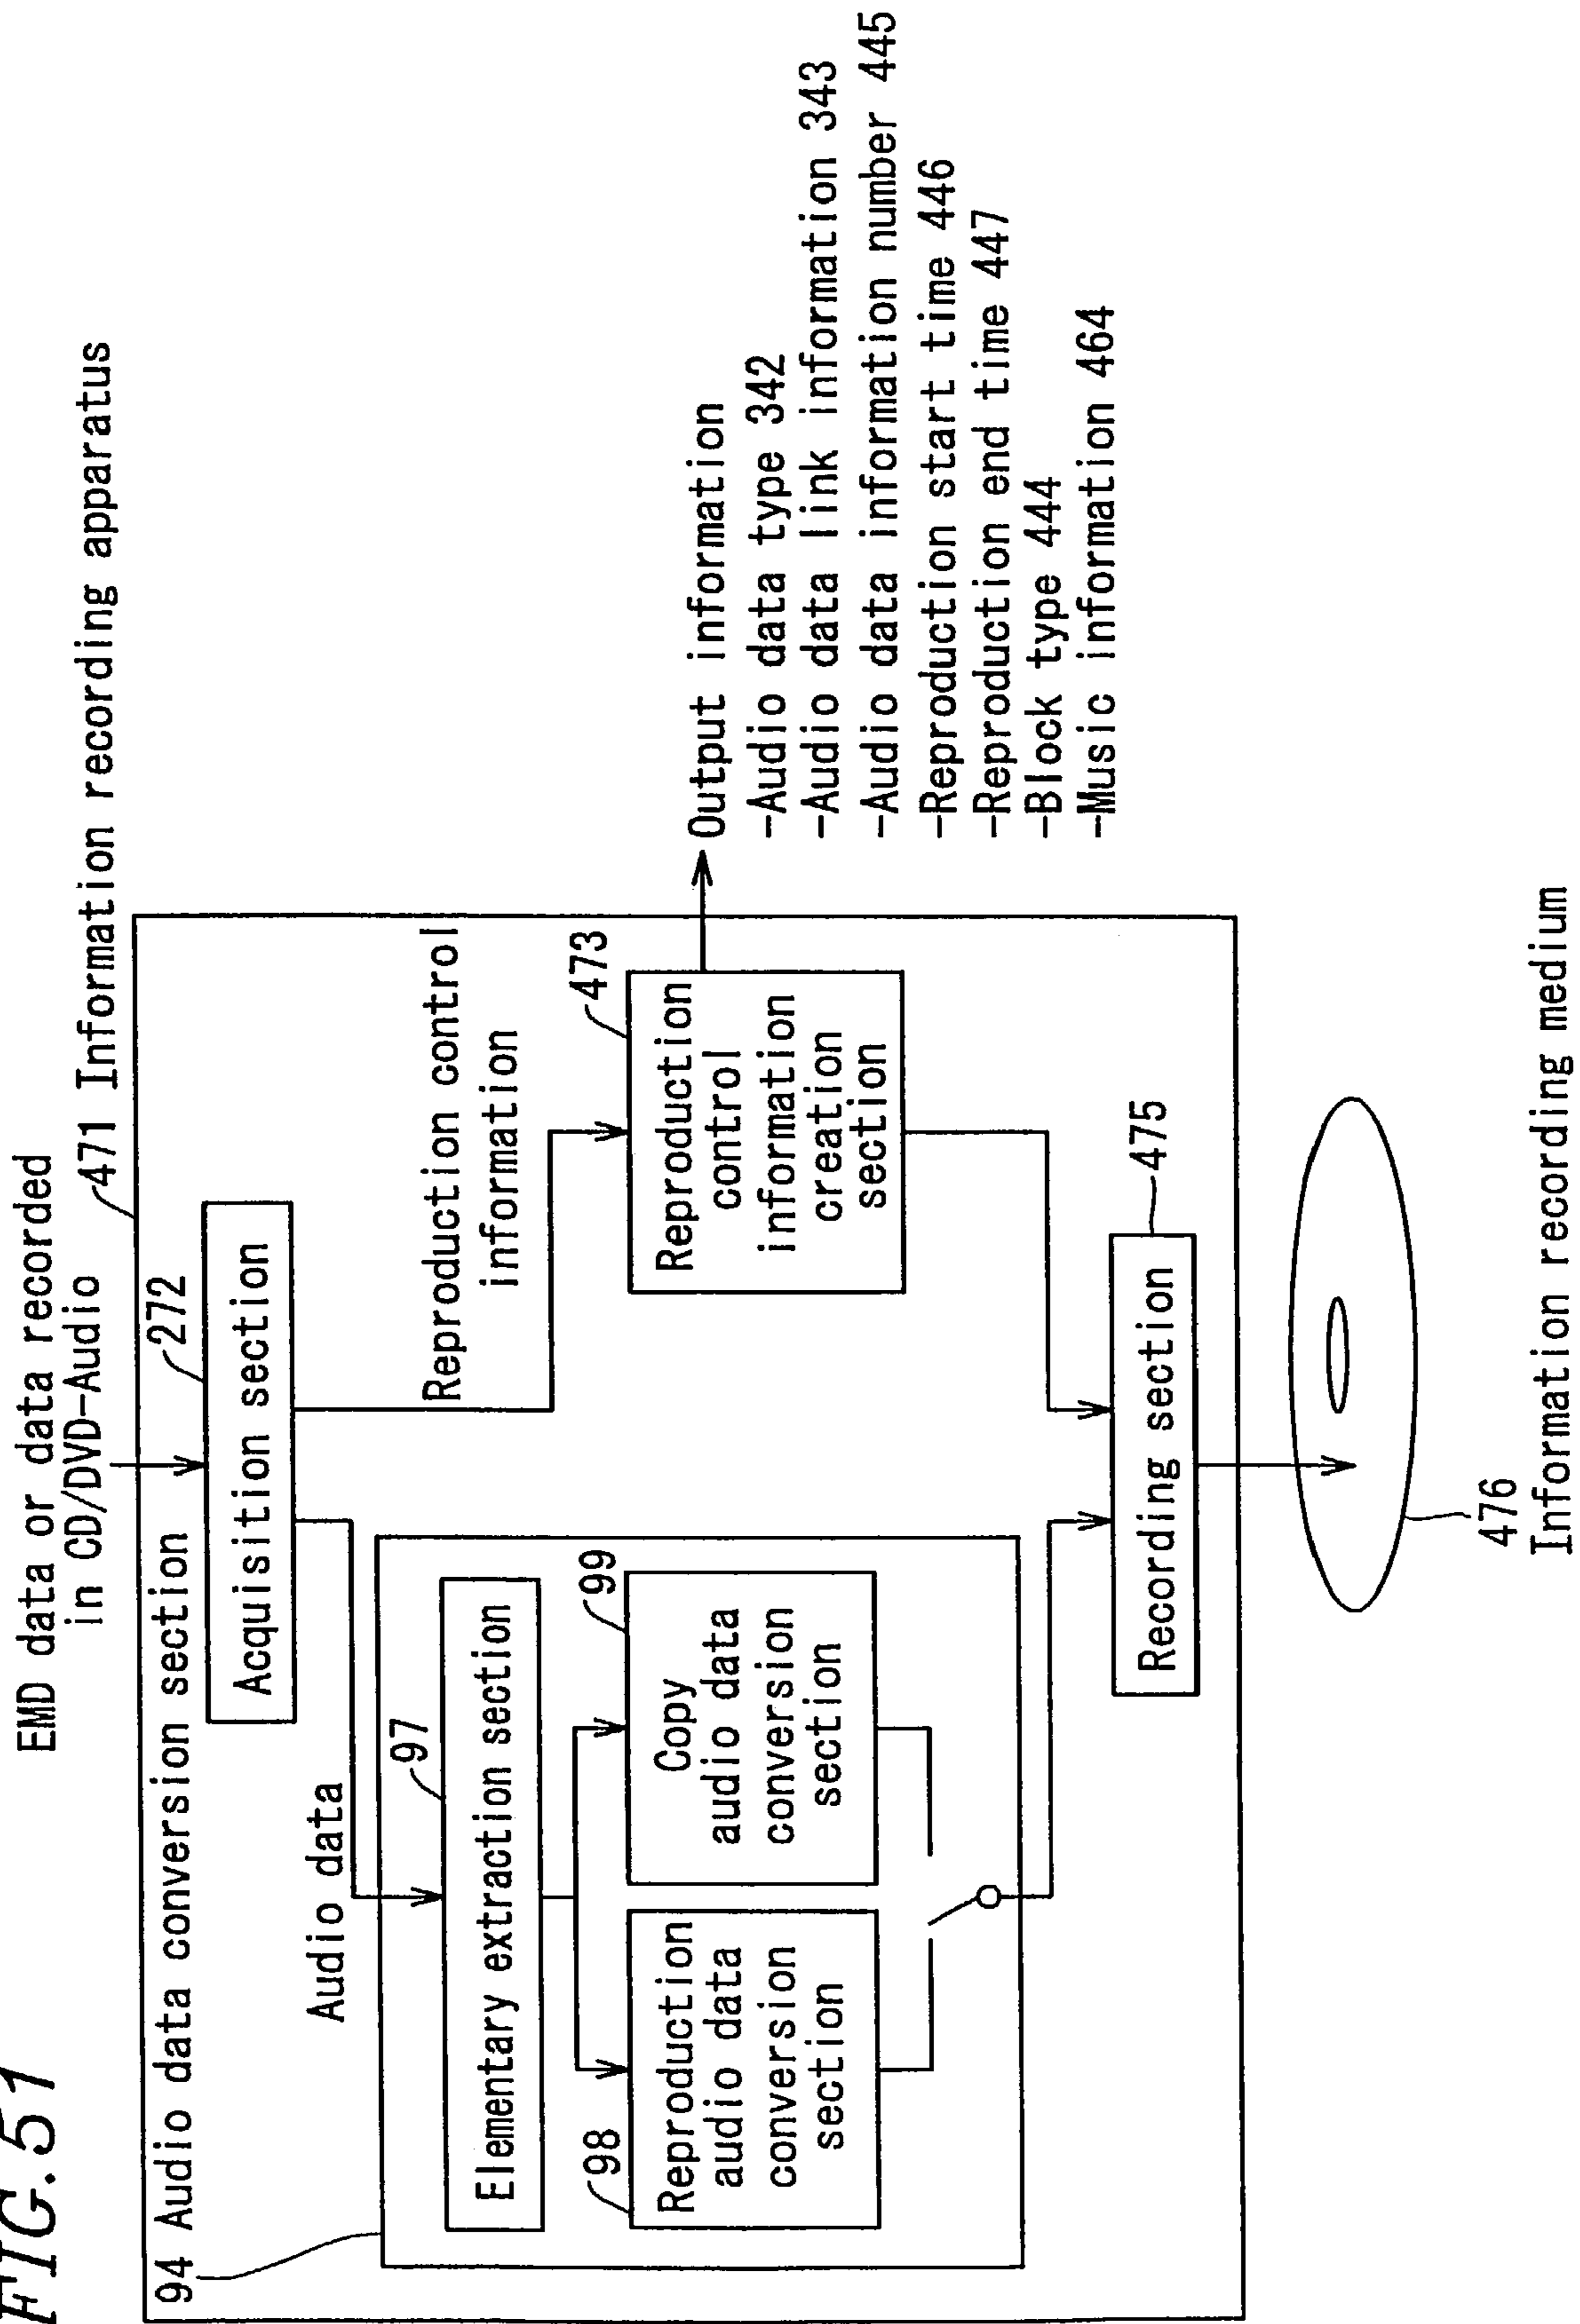 FIG.51
EMD data or data recorded
in CD/DVD-Audio
471 Information recording apparatus
94 Audio data conversion section
272
Acquisition section
Audio data
Reproduction control
information
97
Elementary extraction section
98
Reproduction
audio data
conversion
section
99
Copy
audio data
conversion
section
473
Reproduction
control
information
creation
section
Output information
-Audio data type 342
-Audio data link information 343
-Audio data information number 445
-Reproduction start time 446
-Reproduction end time 447
-Block type 444
-Music information 464
475
Recording section
476
Information recording medium